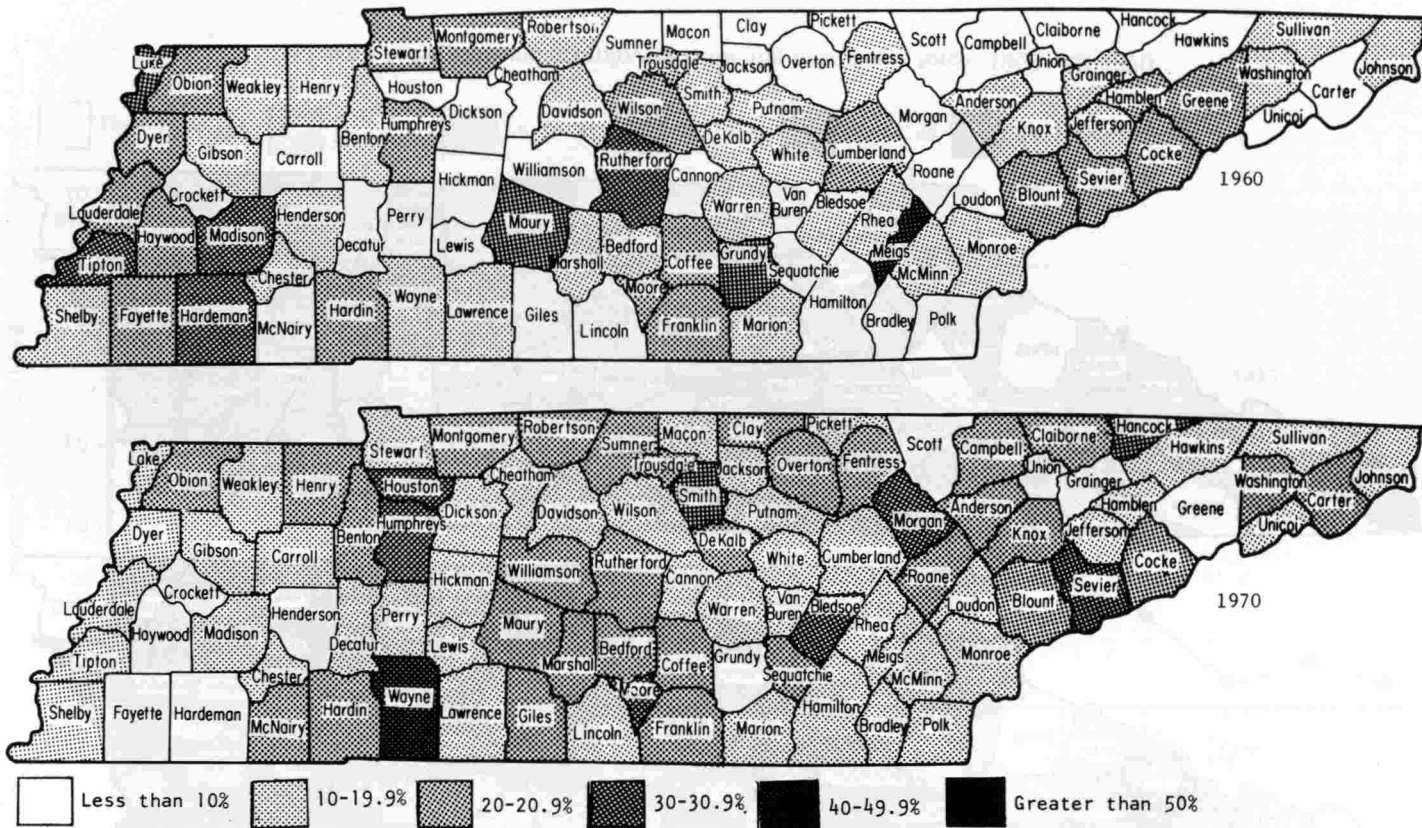 Lake
Obion
Weakley
Henry
Stewart
Montgomery
Robertson
Sumner
Macon
Clay
Pickett
Scott
Campbell
Claiborne
Hancock
Hawkins
Sullivan
Johnson
Trousdale
Jackson
Overton
Fentress
Union
Grainger
Washington
Carter
Houston
Cheatham
Dickson
Davidson
Wilson
Smith
Putnam
Morgan
Anderson
Hamblen
Greene
Unicoi
Dyer
Gibson
Carroll
Benton
Humphreys
DeKalb
White
Cumberland
Knox
Jefferson
Cocke
Crockett
Hickman
Williamson
Rutherford
Cannon
Roane
Sevier
1960
Lauderdale
Haywood
Madison
Henderson
Decatur
Perry
Lewis
Maury
Warren
Van
Buren
Bledsoe
Rhea
Loudon
Blount
Tipton
Chester
Marshall
Bedford
Coffee
Grundy
Sequatchie
Meigs
McMinn
Monroe
Shelby
Fayette
Hardeman
McNairy
Hardin
Wayne
Lawrence
Giles
Lincoln
Moore
Franklin
Marion
Hamilton
Bradley
Polk
Lake
Obion
Weakley
Henry
Stewart
Montgomery
Robertson
Sumner
Macon
Clay
Pickett
Scott
Campbell
Claiborne
Hancock
Hawkins
Sullivan
Johnson
Trousdale
Jackson
Overton
Fentress
Union
Grainger
Washington
Carter
Houston
Cheatham
Dickson
Davidson
Wilson
Smith
Putnam
Morgan
Anderson
Hamblen
Greene
Unicoi
Dyer
Gibson
Carroll
Benton
Humphreys
DeKalb
White
Cumberland
Knox
Jefferson
Cocke
Crockett
Hickman
Williamson
Rutherford
Cannon
Roane
Sevier
1970
Lauderdale
Haywood
Madison
Henderson
Decatur
Perry
Lewis
Maury
Warren
Van
Buren
Bledsoe
Rhea
Loudon
Blount
Tipton
Chester
Marshall
Bedford
Coffee
Grundy
Sequatchie
Meigs
McMinn
Monroe
Shelby
Fayette
Hardeman
McNairy
Hardin
Wayne
Lawrence
Giles
Lincoln
Moore
Franklin
Marion
Hamilton
Bradley
Polk
Less than 10%
10-19.9%
20-20.9%
30-30.9%
40-49.9%
Greater than 50%